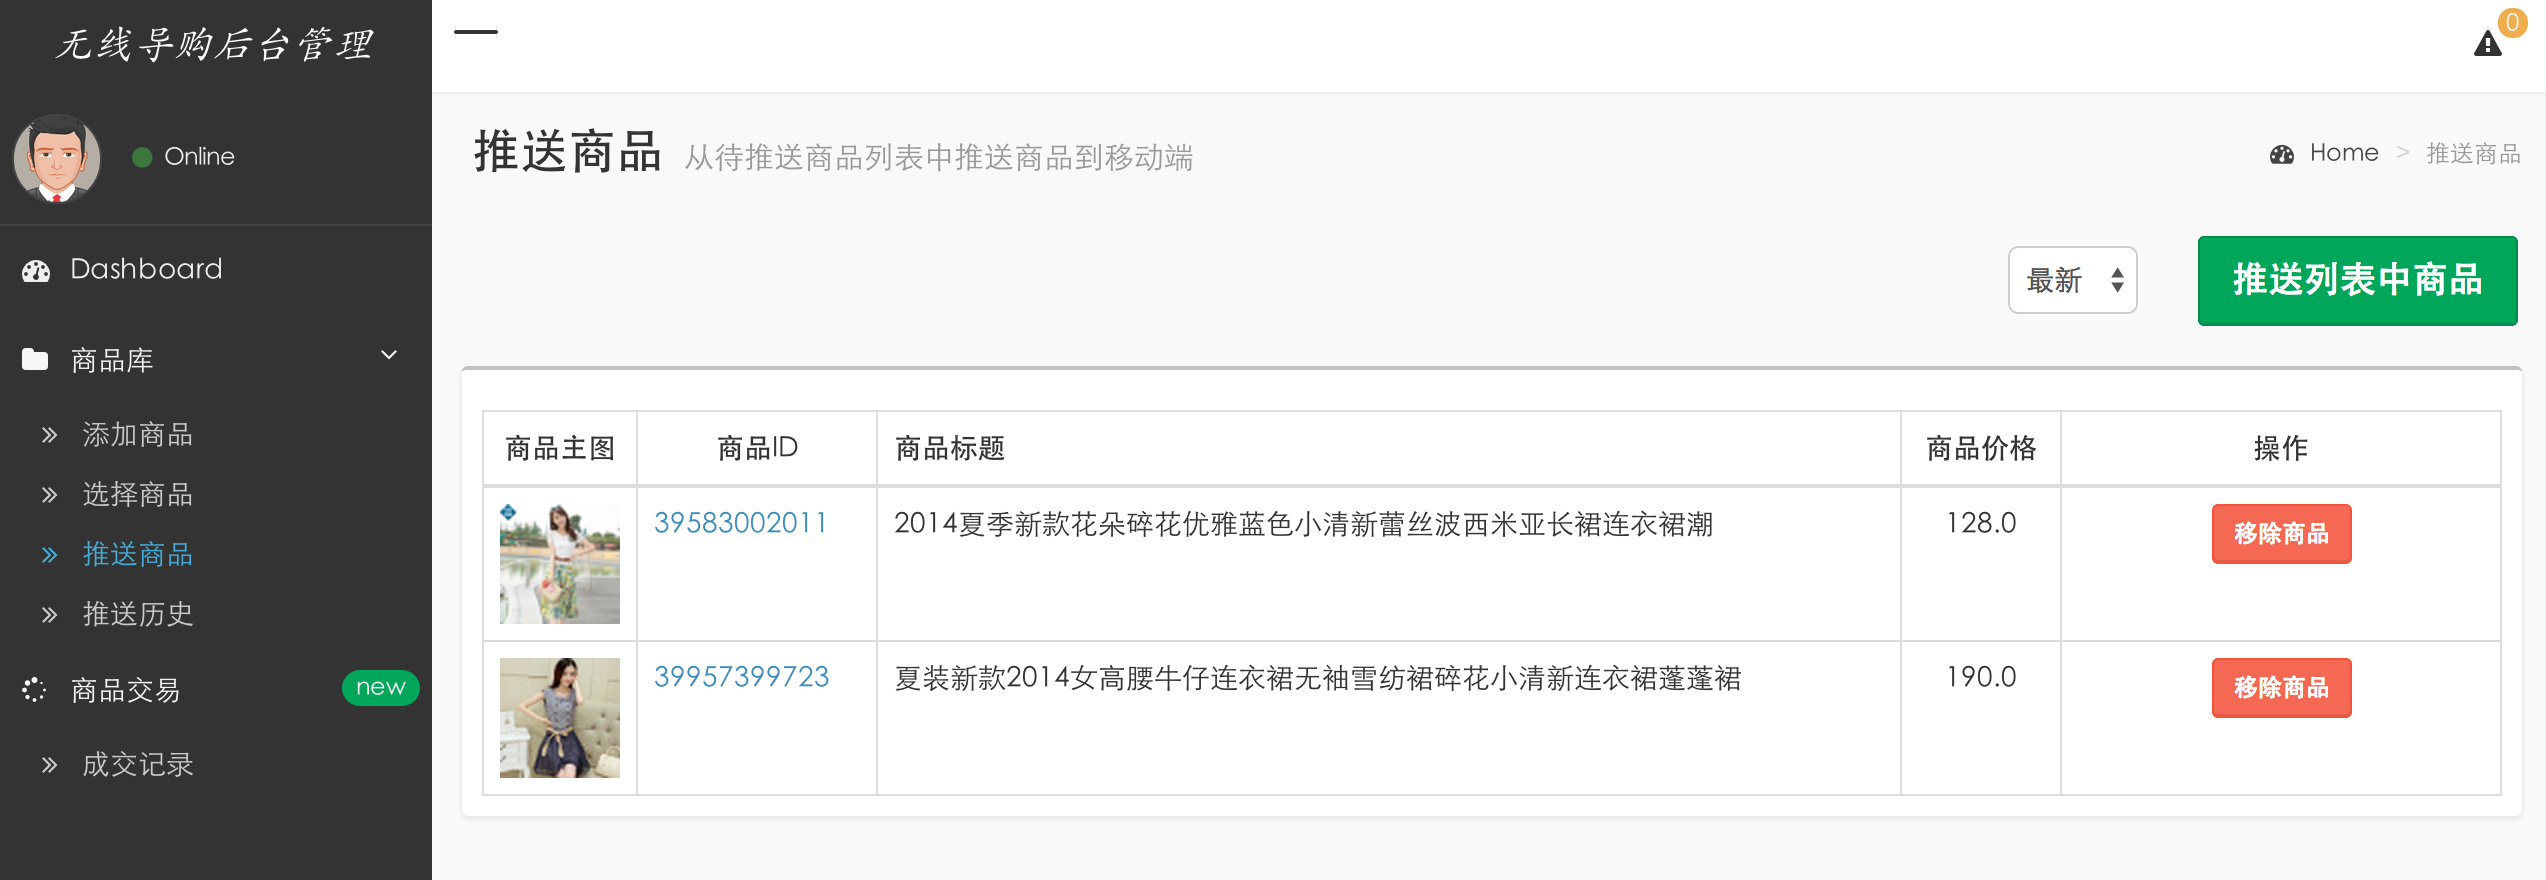 无线导购后台管理
Online
Dashboard
商品库
添加商品
选择商品
推送商品
推送历史
商品交易 new
成交记录
0
推送商品 从待推送商品列表中推送商品到移动端
Home > 推送商品
最新
推送列表中商品
商品主图 商品ID 商品标题 商品价格 操作
39583002011 2014夏季新款花朵碎花优雅蓝色小清新蕾丝波西米亚长裙连衣裙潮 128.0 移除商品
39957399723 夏装新款2014女高腰牛仔连衣裙无袖雪纺裙碎花小清新连衣裙蓬蓬裙 190.0 移除商品